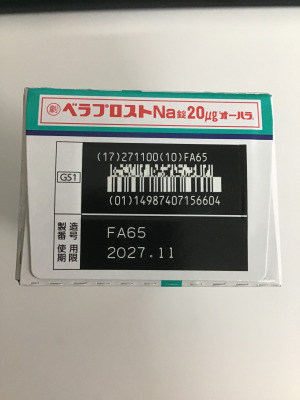 劇 ベラプロストNa錠20μg「オーハラ」
(17)271100(10)FA65
GS1
(01)14987407156604
製造番号 FA65
使用期限 2027.11